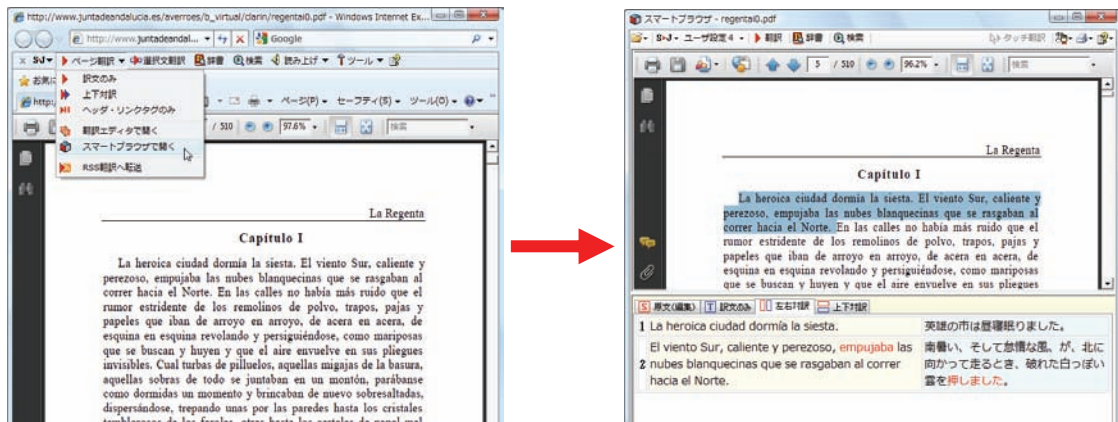 http://www.juntadeandalucia.es/averroes/b_virtual/clarin/regentai0.pdf - Windows Internet Ex...
http://www.juntadeandal...
Google
S▸J ページ翻訳 選択文翻訳 辞書 検索 読み上げ ツール
訳文のみ
上下対訳
ヘッダ・リンクタグのみ
翻訳エディタで開く
スマートブラウザで開く
RSS翻訳へ転送
お気に
http:
ページ(P) セーフティ(S) ツール(O)
/ 510 97.6% 検索
La Regenta
Capítulo I
La heroica ciudad dormía la siesta. El viento Sur, caliente y
perezoso, empujaba las nubes blanquecinas que se rasgaban al
correr hacia el Norte. En las calles no había más ruido que el
rumor estridente de los remolinos de polvo, trapos, pajas y
papeles que iban de arroyo en arroyo, de acera en acera, de
esquina en esquina revolando y persiguiéndose, como mariposas
que se buscan y huyen y que el aire envuelve en sus pliegues
invisibles. Cual turbas de pilluelos, aquellas migajas de la basura,
aquellas sobras de todo se juntaban en un montón, parábanse
como dormidas un momento y brincaban de nuevo sobresaltadas,
dispersándose, trepando unas por las paredes hasta los cristales
temblorosos de los faroles, otras hasta los carteles de papel mal
スマートブラウザ - regentai0.pdf
S▸J ユーザ設定 4 翻訳 辞書 検索 タッチ翻訳
5 / 510 96.2% 検索
La Regenta
Capítulo I
La heroica ciudad dormía la siesta. El viento Sur, caliente y
perezoso, empujaba las nubes blanquecinas que se rasgaban al
correr hacia el Norte. En las calles no había más ruido que el
rumor estridente de los remolinos de polvo, trapos, pajas y
papeles que iban de arroyo en arroyo, de acera en acera, de
esquina en esquina revolando y persiguiéndose, como mariposas
que se buscan y huyen y que el aire envuelve en sus pliegues
S 原文(編集) T 訳文のみ 左右対訳 上下対訳
1 La heroica ciudad dormía la siesta. 英雄の市は昼寝眠りました。
El viento Sur, caliente y perezoso, empujaba las 南暑い、そして怠惰な風、が、北に
2 nubes blanquecinas que se rasgaban al correr 向かって走るとき、破れた白っぽい
hacia el Norte. 雲を押しました。